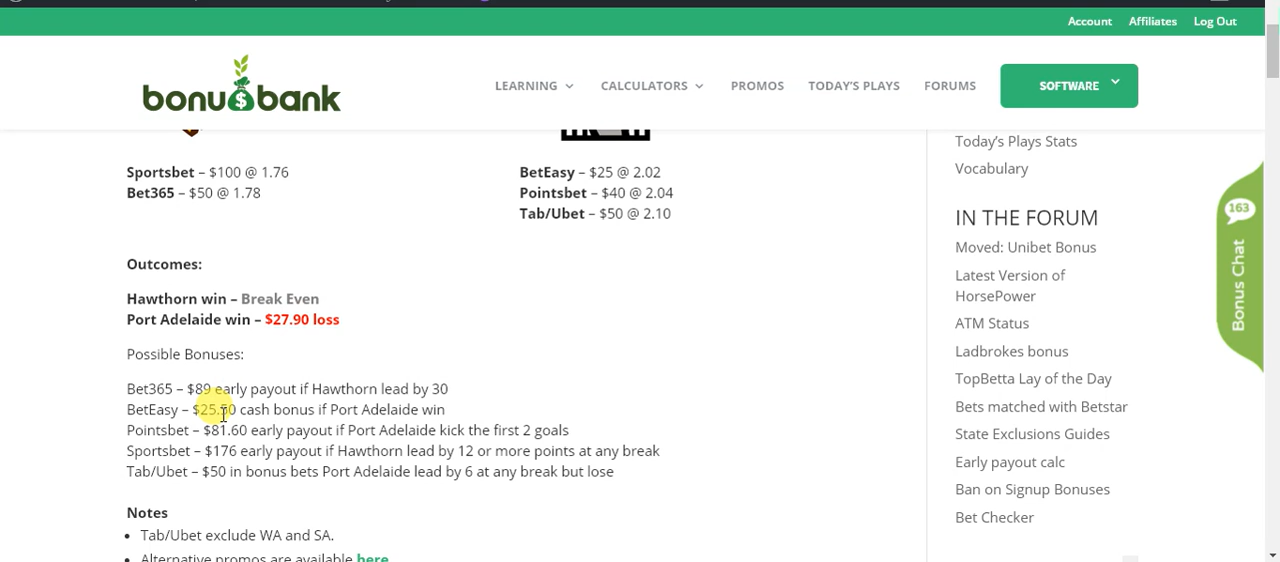 Account Affiliates Log Out
bonusbank
LEARNING CALCULATORS PROMOS TODAY'S PLAYS FORUMS SOFTWARE
Sportsbet – $100 @ 1.76
Bet365 – $50 @ 1.78
BetEasy – $25 @ 2.02
Pointsbet – $40 @ 2.04
Tab/Ubet – $50 @ 2.10
Outcomes:
Hawthorn win – Break Even
Port Adelaide win – $27.90 loss
Possible Bonuses:
Bet365 – $89 early payout if Hawthorn lead by 30
BetEasy – $25.50 cash bonus if Port Adelaide win
Pointsbet – $81.60 early payout if Port Adelaide kick the first 2 goals
Sportsbet – $176 early payout if Hawthorn lead by 12 or more points at any break
Tab/Ubet – $50 in bonus bets Port Adelaide lead by 6 at any break but lose
Notes
• Tab/Ubet exclude WA and SA.
• Alternative promos are available here
Today's Plays Stats
Vocabulary
IN THE FORUM
Moved: Unibet Bonus
Latest Version of
HorsePower
ATM Status
Ladbrokes bonus
TopBetta Lay of the Day
Bets matched with Betstar
State Exclusions Guides
Early payout calc
Ban on Signup Bonuses
Bet Checker
163
Bonus Chat